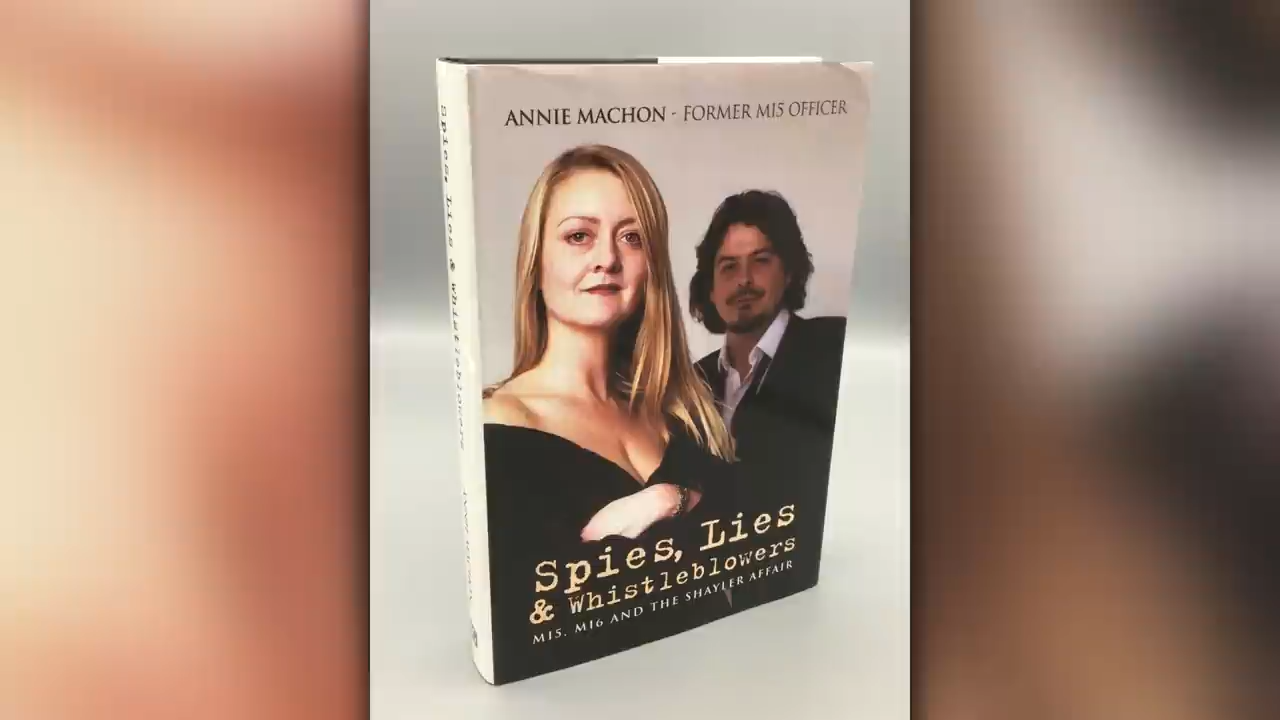 ANNIE MACHON - FORMER MI5 OFFICER
Spies, Lies
& Whistleblowers
MI5, MI6 AND THE SHAYLER AFFAIR
Spies, Lies & Whistleblowers